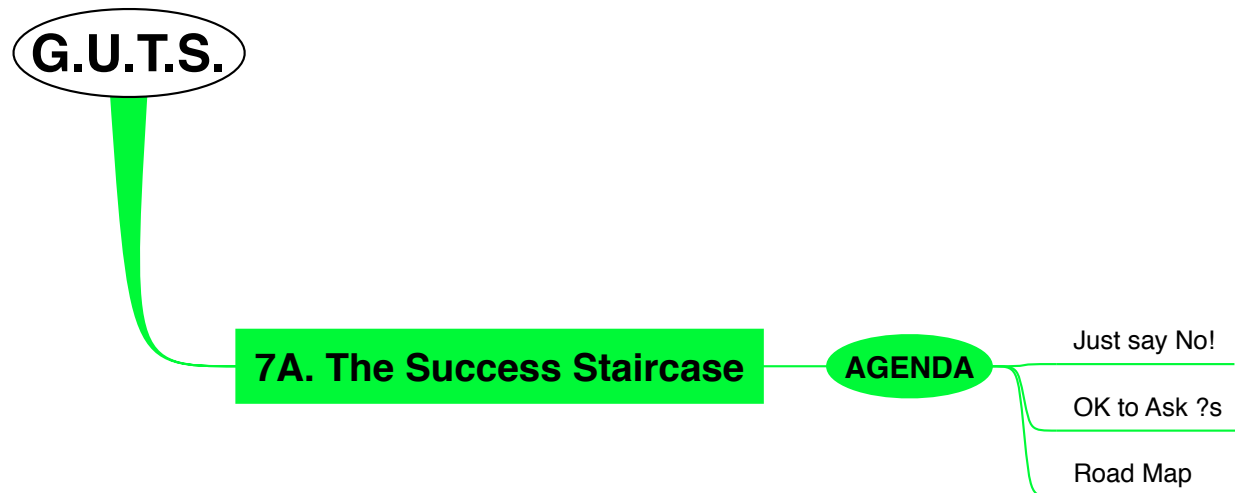 G.U.T.S.
7A. The Success Staircase
AGENDA
Just say No!
OK to Ask ?s
Road Map